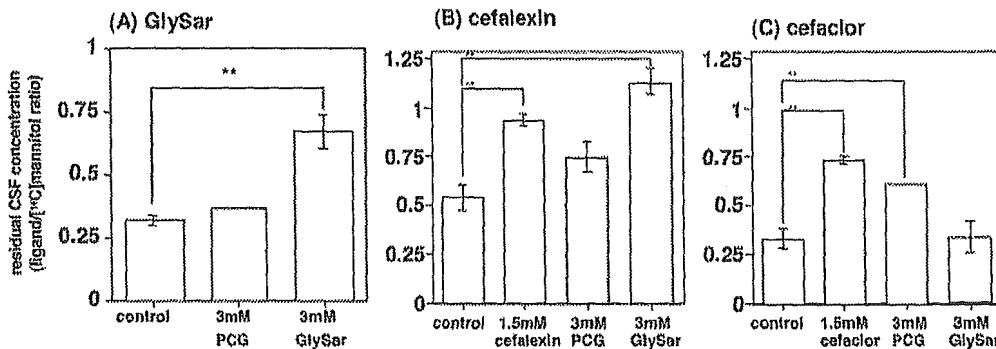 (A) GlySar
(B) cefalexin
(C) cefaclor
residual CSF concentration
(ligand/[¹⁴C]mannitol ratio)
1
0.75
0.5
0.25
0
**
control
3mM
PCG
3mM
GlySar
1.25
1
0.75
0.5
0.25
0
control
1.5mM
cefalexin
3mM
PCG
3mM
GlySar
1.25
1
0.75
0.5
0.25
0
control
1.5mM
cefaclor
3mM
PCG
3mM
GlySar